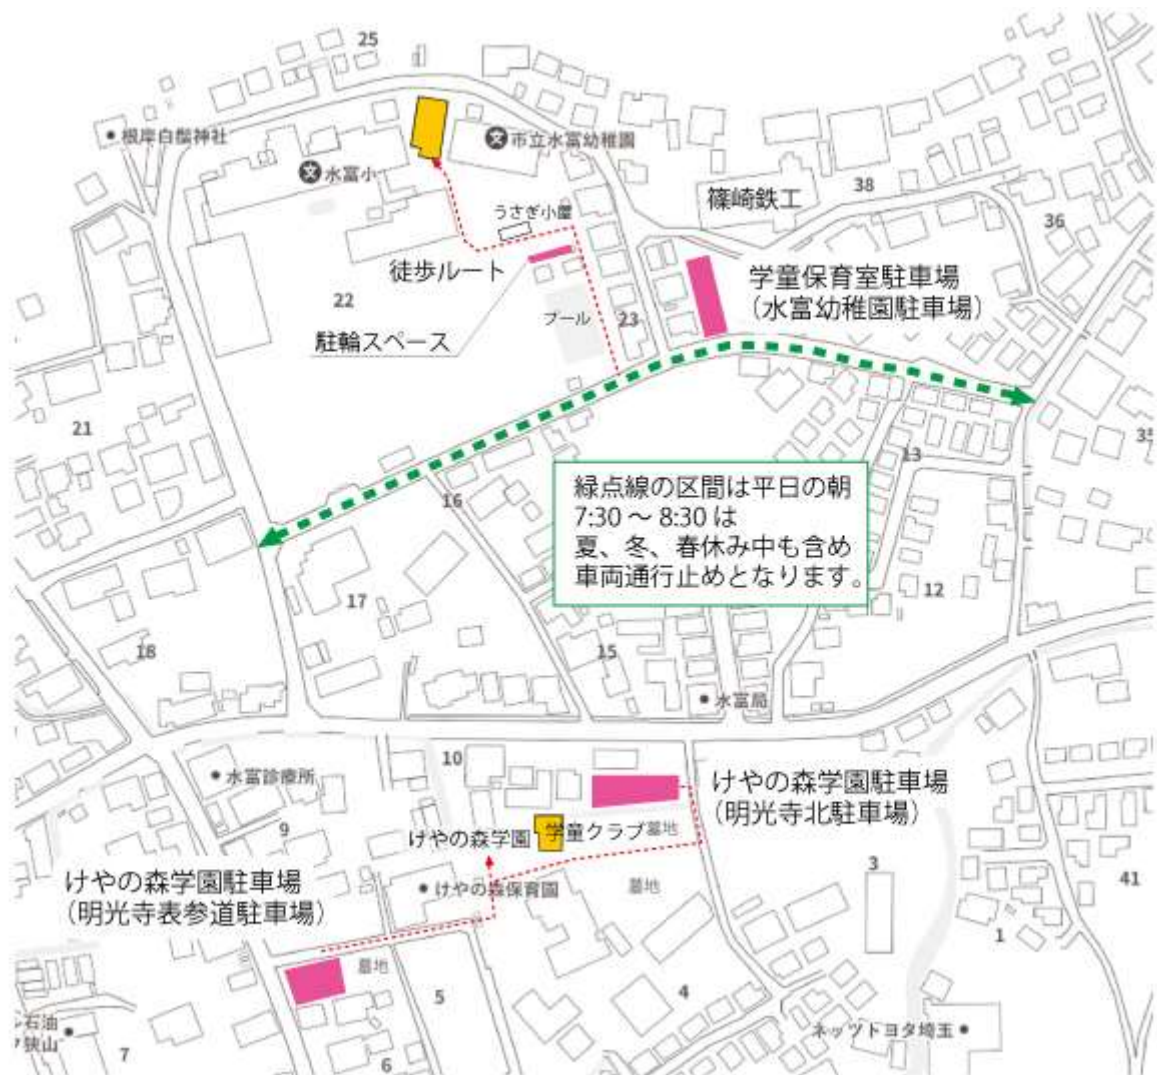 25
根岸白髭神社
文市立水富幼稚園
文水富小
38
篠崎鉄工
うさぎ小屋
36
徒歩ルート
学童保育室駐車場
(水富幼稚園駐車場)
22
プール
23
駐輪スペース
21
35
13
16
緑点線の区間は平日の朝
7:30 ～ 8:30 は
夏、冬、春休み中も含め
車両通行止めとなります。
12
17
18
15
水富局
10
水富診療所
けやの森学園駐車場
(明光寺北駐車場)
9
けやの森学園
学童クラブ
墓地
3
けやの森学園駐車場
(明光寺表参道駐車場)
けやの森保育園
墓地
41
1
墓地
5
4
石油
狭山
7
6
ネッツトヨタ埼玉